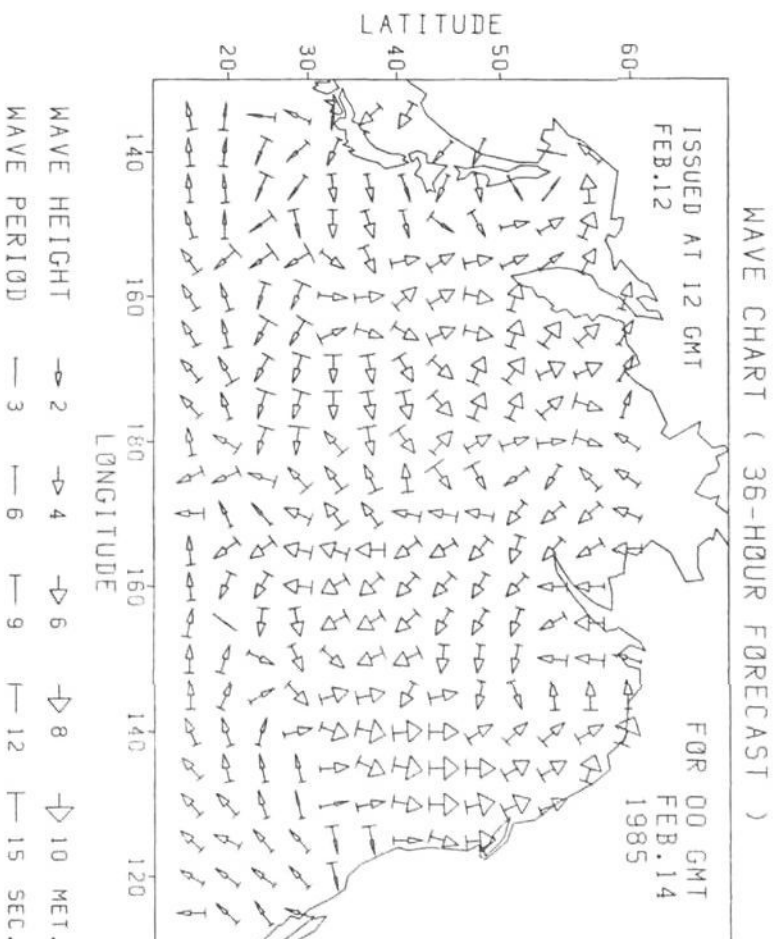 WAVE CHART ( 36-HOUR FORECAST )
ISSUED AT 12 GMT
FEB.12
FOR 00 GMT
FEB.14
1985
LATITUDE
60
50
40
30
20
140
160
180
160
140
120
LONGITUDE
WAVE HEIGHT 2 4 6 8 10 MET.
WAVE PERIOD 3 6 9 12 15 SEC.